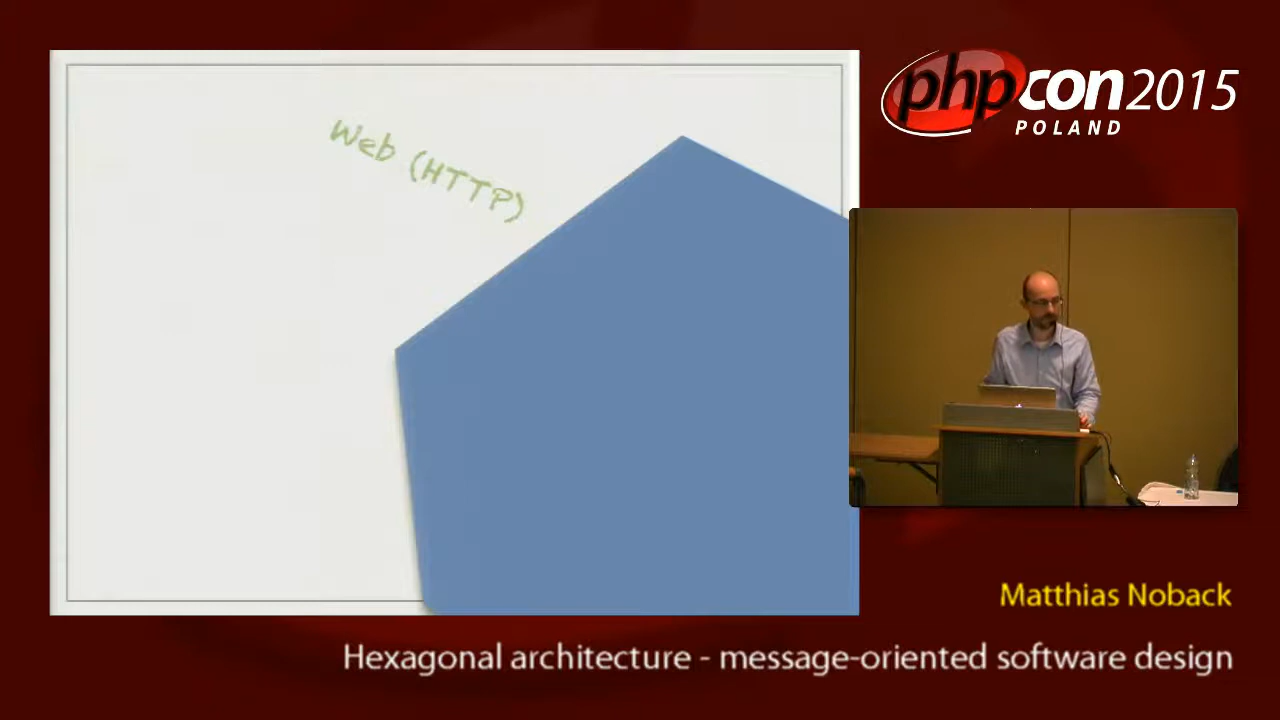 Web (HTTP)
phpcon2015
POLAND
Matthias Noback
Hexagonal architecture - message-oriented software design